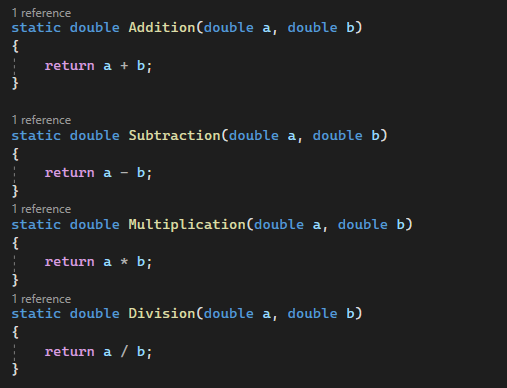 1 reference
static double Addition(double a, double b)
{
    return a + b;
}
1 reference
static double Subtraction(double a, double b)
{
    return a - b;
}
1 reference
static double Multiplication(double a, double b)
{
    return a * b;
}
1 reference
static double Division(double a, double b)
{
    return a / b;
}